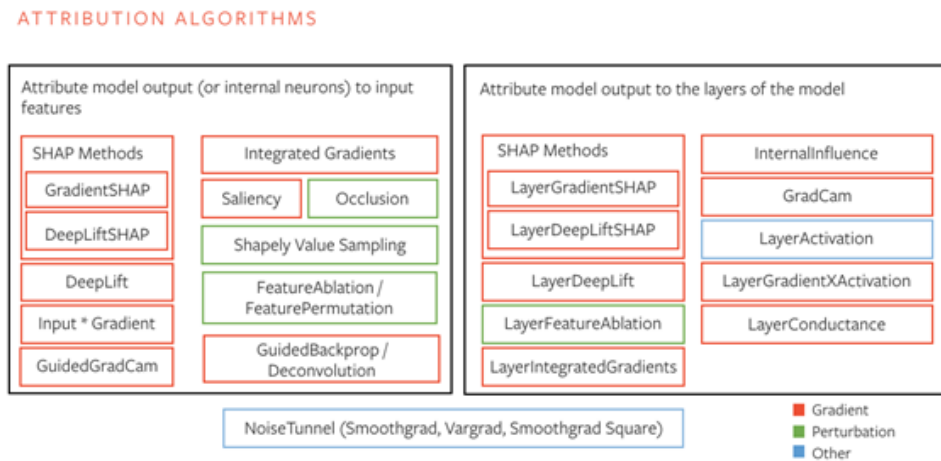 ATTRIBUTION ALGORITHMS
Attribute model output (or internal neurons) to input
features
SHAP Methods
GradientSHAP
DeepLiftSHAP
DeepLift
Input * Gradient
GuidedGradCam
Integrated Gradients
Saliency
Occlusion
Shapely Value Sampling
FeatureAblation /
FeaturePermutation
GuidedBackprop /
Deconvolution
Attribute model output to the layers of the model
SHAP Methods
LayerGradientSHAP
LayerDeepLiftSHAP
LayerDeepLift
LayerFeatureAblation
LayerIntegratedGradients
InternalInfluence
GradCam
LayerActivation
LayerGradientXActivation
LayerConductance
NoiseTunnel (Smoothgrad, Vargrad, Smoothgrad Square)
Gradient
Perturbation
Other